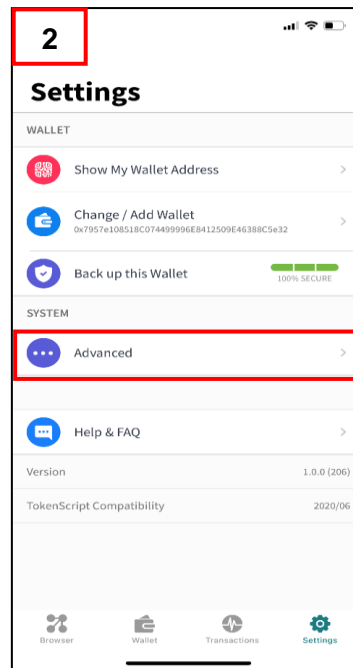 2
Settings
WALLET
Show My Wallet Address
Change / Add Wallet
0x7957e108518C074499996E8412509E46388C5e32
Back up this Wallet
100% SECURE
SYSTEM
Advanced
Help & FAQ
Version 1.0.0 (206)
TokenScript Compatibility 2020/06
Browser Wallet Transactions Settings